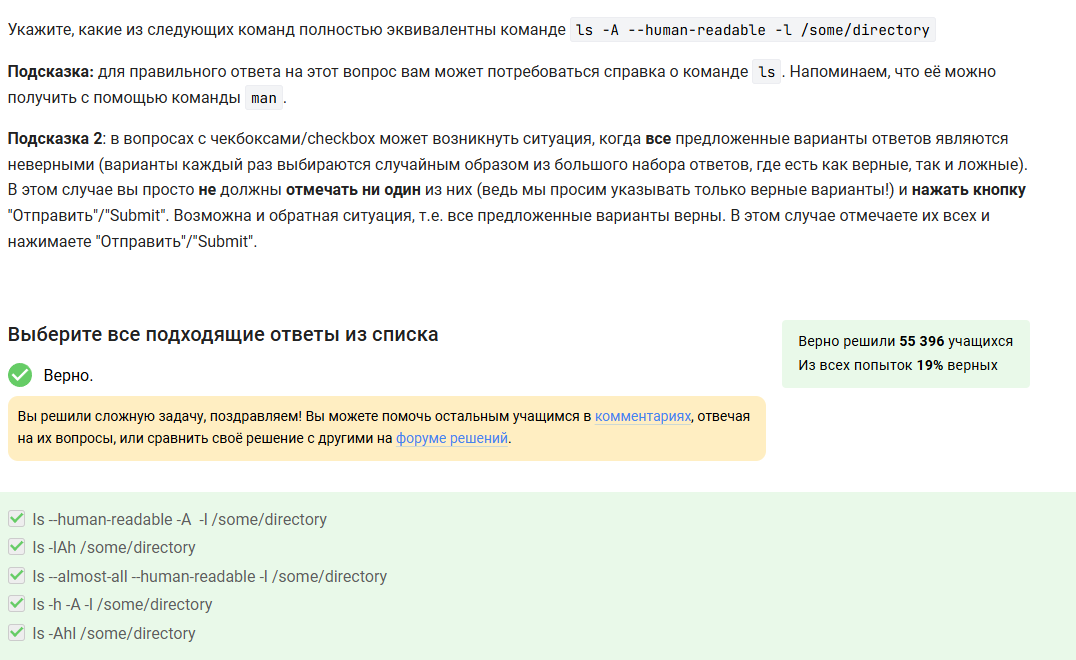 Укажите, какие из следующих команд полностью эквивалентны команде ls -A --human-readable -l /some/directory
Подсказка: для правильного ответа на этот вопрос вам может потребоваться справка о команде ls. Напоминаем, что её можно
получить с помощью команды man.
Подсказка 2: в вопросах с чекбоксами/checkbox может возникнуть ситуация, когда все предложенные варианты ответов являются
неверными (варианты каждый раз выбираются случайным образом из большого набора ответов, где есть как верные, так и ложные).
В этом случае вы просто не должны отмечать ни один из них (ведь мы просим указывать только верные варианты!) и нажать кнопку
"Отправить"/"Submit". Возможна и обратная ситуация, т.е. все предложенные варианты верны. В этом случае отмечаете их всех и
нажимаете "Отправить"/"Submit".
Выберите все подходящие ответы из списка
Верно решили 55 396 учащихся
Из всех попыток 19% верных
Верно.
Вы решили сложную задачу, поздравляем! Вы можете помочь остальным учащимся в комментариях, отвечая
на их вопросы, или сравнить своё решение с другими на форуме решений.
ls --human-readable -A  -l /some/directory
ls -lAh /some/directory
ls --almost-all --human-readable -l /some/directory
ls -h -A -l /some/directory
ls -Ahl /some/directory